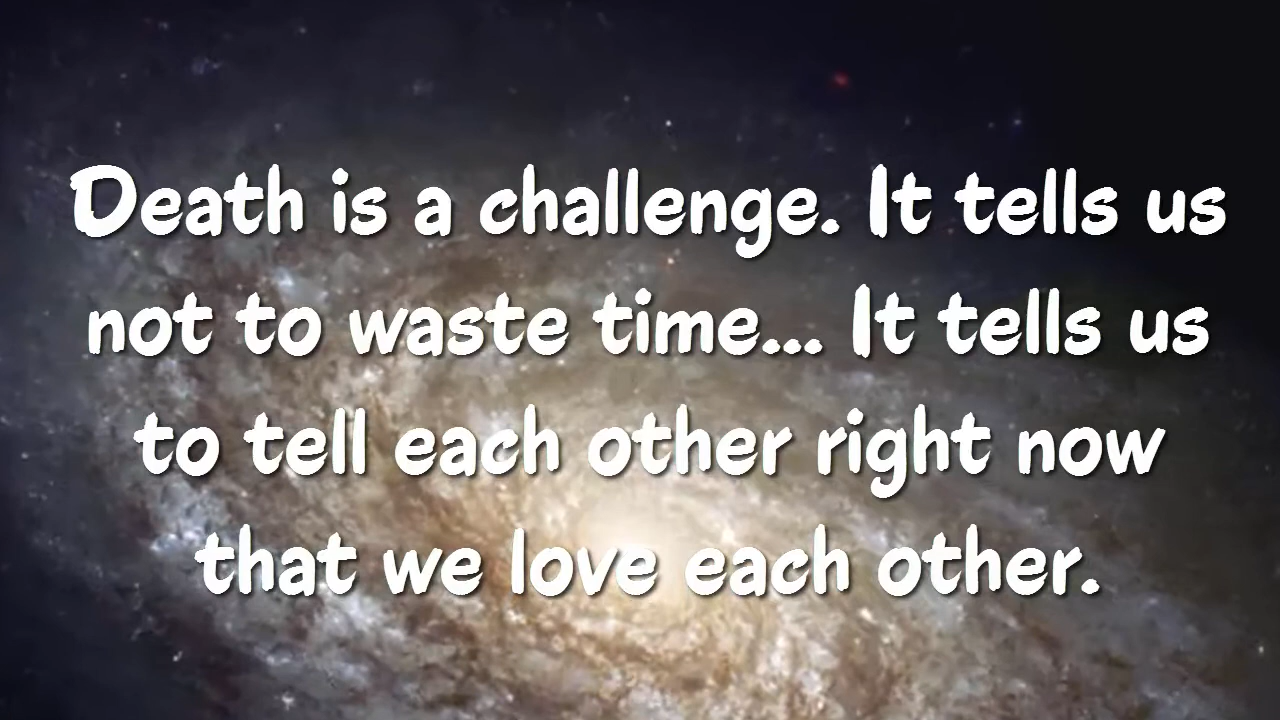 Death is a challenge. It tells us
not to waste time... It tells us
to tell each other right now
that we love each other.